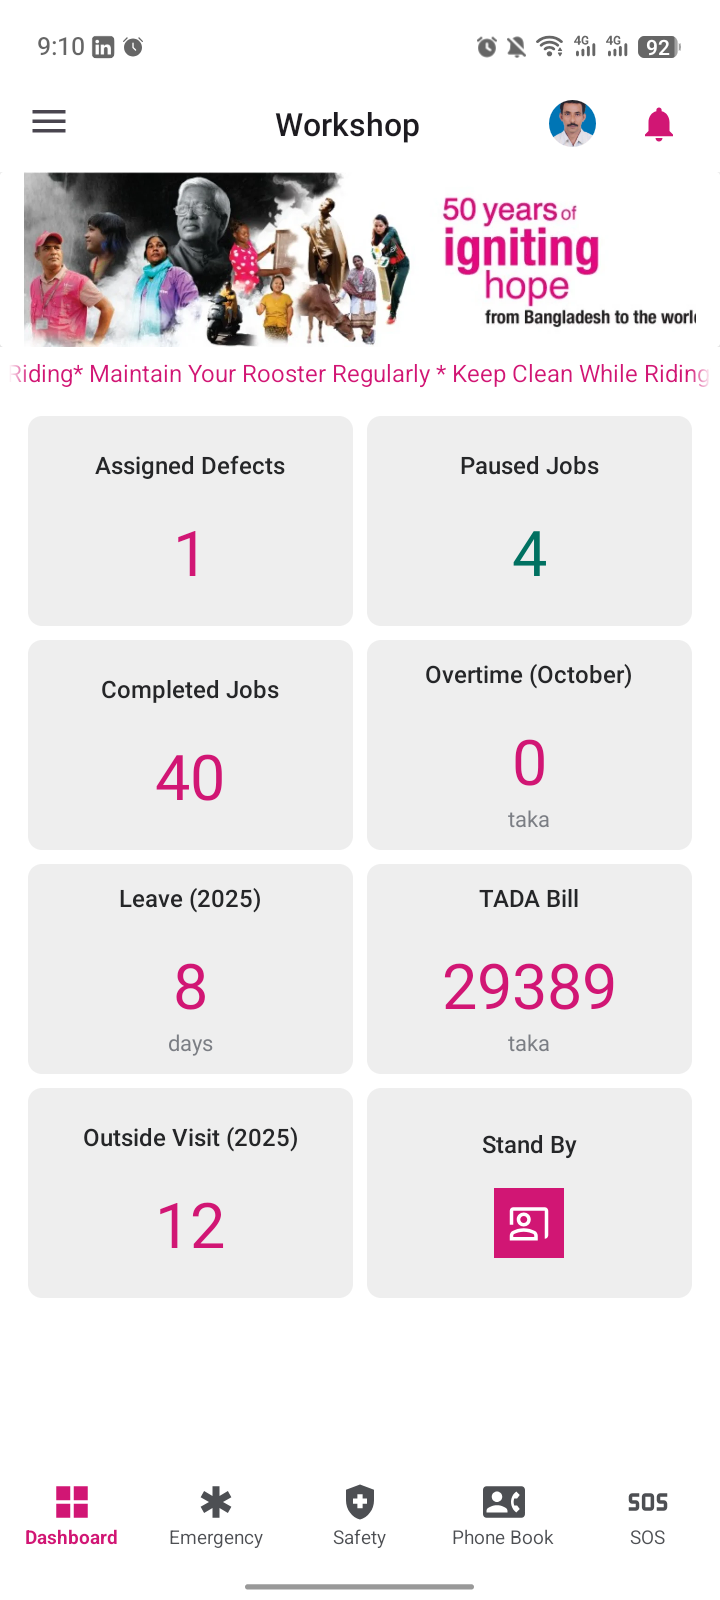 9:10 4G 4G 92
Workshop
50 years of
igniting
hope
from Bangladesh to the
Riding* Maintain Your Rooster Regularly * Keep Clean While Riding
Assigned Defects
1
Paused Jobs
4
Completed Jobs
40
Overtime (October)
0
taka
Leave (2025)
8
days
TADA Bill
29389
taka
Outside Visit (2025)
12
Stand By
Dashboard
Emergency
Safety
Phone Book
SOS
SOS